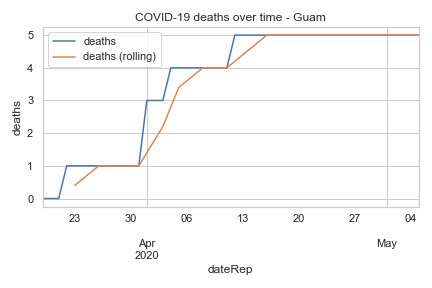 COVID-19 deaths over time - Guam
deaths
deaths (rolling)
5
4
3
2
1
0
deaths
23 30 06 13 20 27 04
Apr May
2020
dateRep